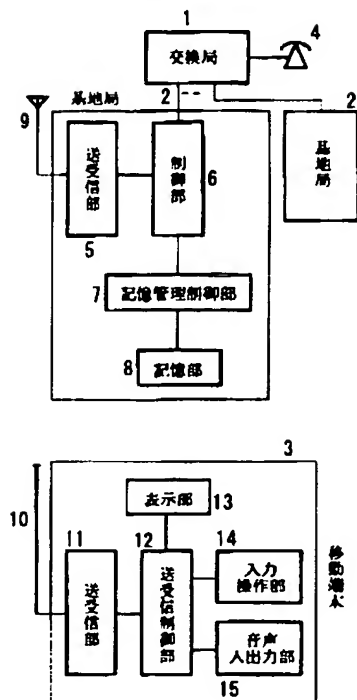 1
交換局
4
基地局
2
2
9
送受信部
制御部
基地局
6
5
7
記憶管理制御部
8
記憶部
3
13
表示部
10
11
12
14
送受信部
送受信制御部
入力
操作部
移動端末
音声
入出力部
15